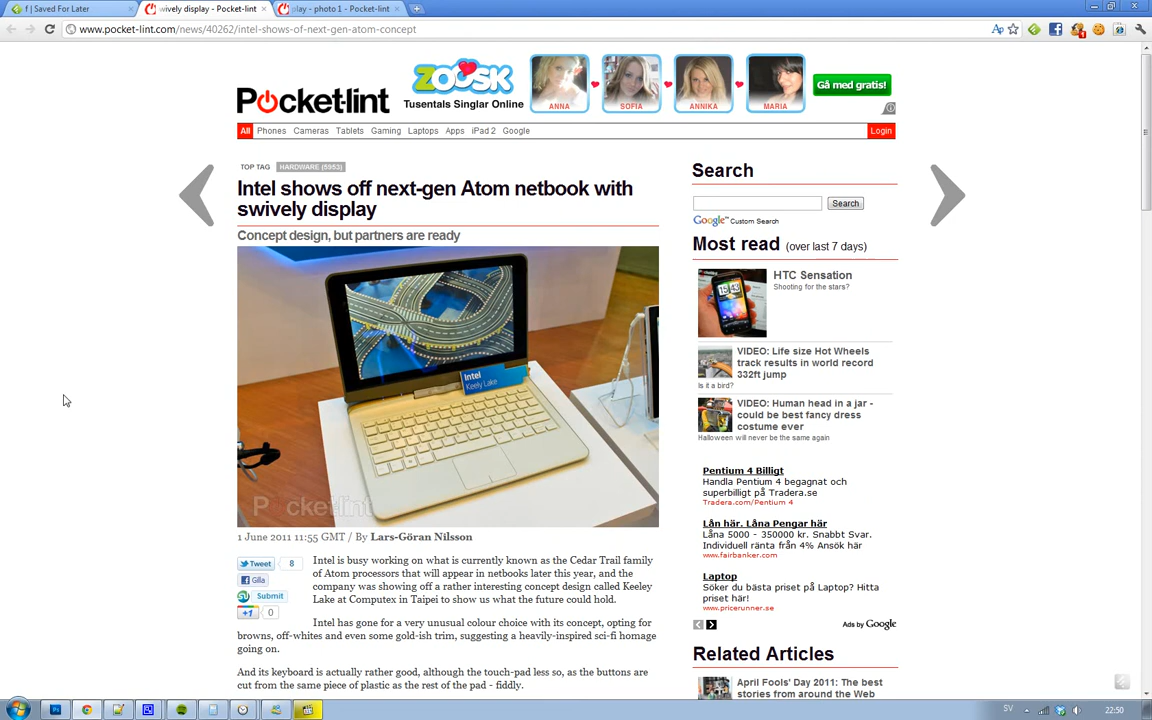 f | Saved For Later
swively display - Pocket-lint
play - photo 1 - Pocket-lint
www.pocket-lint.com/news/40262/intel-shows-of-next-gen-atom-concept
Pocketlint
ZOOSK
Tusentals Singlar Online
ANNA
SOFIA
ANNIKA
MARIA
Gå med gratis!
All Phones Cameras Tablets Gaming Laptops Apps iPad 2 Google
Login
TOP TAG HARDWARE (5953)
Intel shows off next-gen Atom netbook with
swively display
Concept design, but partners are ready
Intel
Keely Lake
Pocketlint
1 June 2011 11:55 GMT / By Lars-Göran Nilsson
Tweet 8
Gilla
Submit
+1 0
Intel is busy working on what is currently known as the Cedar Trail family
of Atom processors that will appear in netbooks later this year, and the
company was showing off a rather interesting concept design called Keeley
Lake at Computex in Taipei to show us what the future could hold.
Intel has gone for a very unusual colour choice with its concept, opting for
browns, off-whites and even some gold-ish trim, suggesting a heavily-inspired sci-fi homage
going on.
And its keyboard is actually rather good, although the touch-pad less so, as the buttons are
cut from the same piece of plastic as the rest of the pad - fiddly.
Search
Search
Google™ Custom Search
Most read (over last 7 days)
HTC Sensation
Shooting for the stars?
VIDEO: Life size Hot Wheels
track results in world record
332ft jump
Is it a bird?
VIDEO: Human head in a jar -
could be best fancy dress
costume ever
Halloween will never be the same again
Pentium 4 Billigt
Handla Pentium 4 begagnat och
superbilligt på Tradera.se
Tradera.com/Pentium 4
Lån här. Låna Pengar här
Låna 5000 - 350000 kr. Snabbt Svar.
Individuell ränta från 4% Ansök här
www.fairbanker.com
Laptop
Söker du bästa priset på Laptop? Hitta
priset här!
www.pricerunner.se
Ads by Google
Related Articles
April Fools' Day 2011: The best
stories from around the Web
SV
22:50